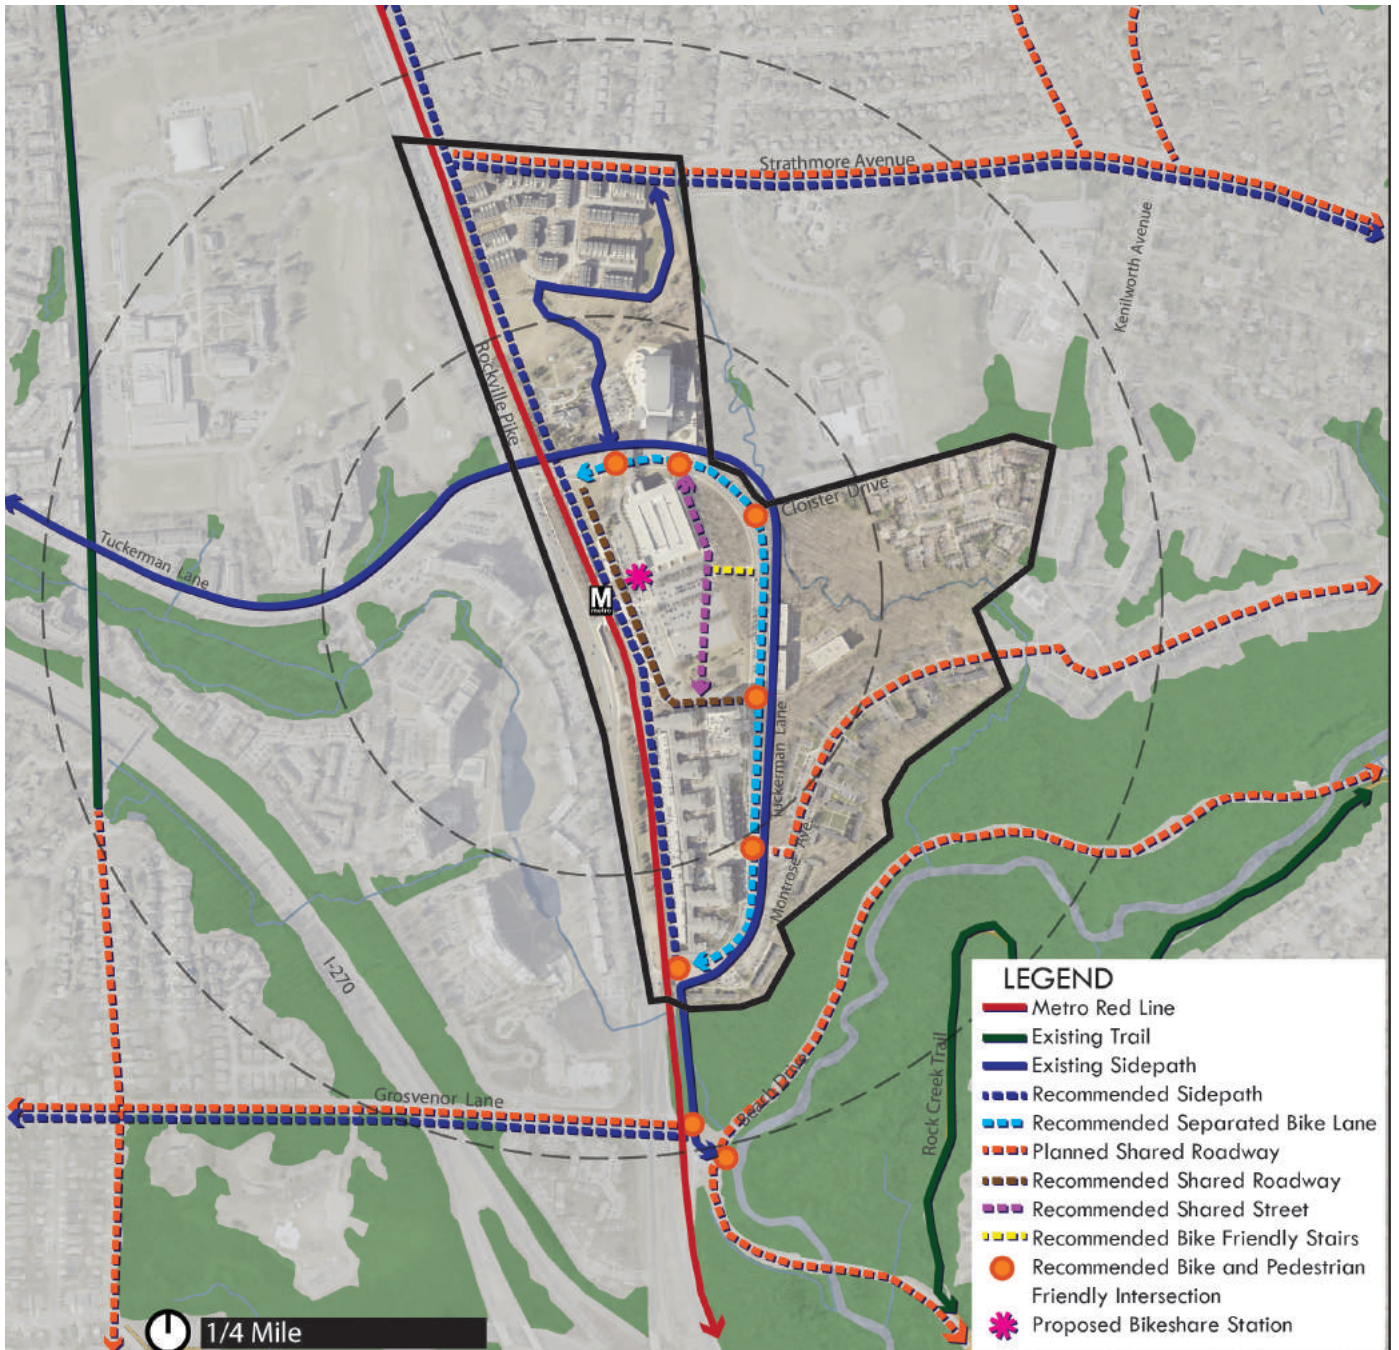 Strathmore Avenue
Kenilworth Avenue
Rockville Pike
Cloister Drive
Tuckerman Lane
M
metro
Tuckerman Lane
Montrose Ave
I-270
Grosvenor Lane
Beach Drive
Rock Creek Trail
LEGEND
Metro Red Line
Existing Trail
Existing Sidepath
Recommended Sidepath
Recommended Separated Bike Lane
Planned Shared Roadway
Recommended Shared Roadway
Recommended Shared Street
Recommended Bike Friendly Stairs
Recommended Bike and Pedestrian
Friendly Intersection
Proposed Bikeshare Station
1/4 Mile